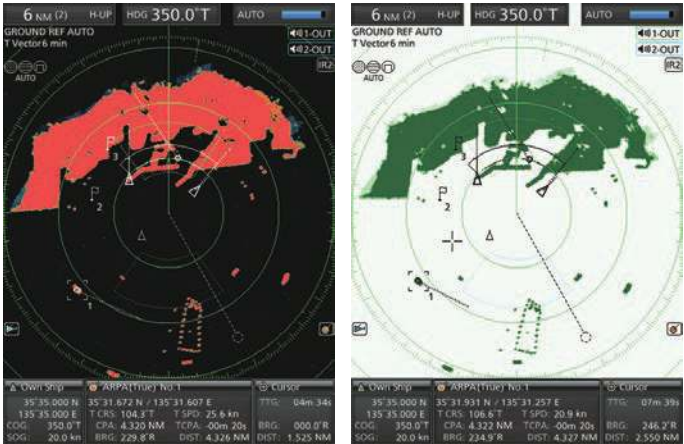 6 NM (2) H-UP HDG 350.0°T AUTO
GROUND REF AUTO
T Vector6 min
1-OUT
2-OUT
IR2
AUTO
3
2
1
Own Ship
35°35.000 N
135°35.000 E
COG: 350.0°T
SOG: 20.0 kn
ARPA(True) No.1
35°31.672 N / 135°31.607 E
T CRS: 104.3°T T SPD: 25.6 kn
CPA: 4.320 NM TCPA: -00m 20s
BRG: 229.8°R DIST: 4.326 NM
Cursor
TTG: 04m 34s
BRG: 000.0°R
DIST: 1.525 NM
6 NM (2) H-UP HDG 350.0°T AUTO
GROUND REF AUTO
T Vector6 min
1-OUT
2-OUT
IR2
AUTO
3
2
1
Own Ship
35°35.000 N
135°35.000 E
COG: 350.0°T
SOG: 20.0 kn
ARPA(True) No.1
35°31.931 N / 135°31.257 E
T CRS: 106.6°T T SPD: 20.9 kn
CPA: 4.322 NM TCPA: -00m 20s
BRG: 234.9°R DIST: 4.327 NM
Cursor
TTG: 07m 39s
BRG: 246.2°R
DIST: 2.550 NM